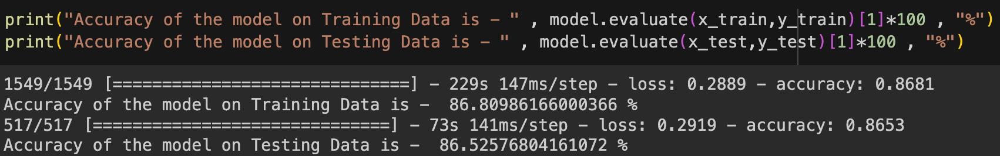 print("Accuracy of the model on Training Data is - " , model.evaluate(x_train,y_train)[1]*100 , "%")
print("Accuracy of the model on Testing Data is - " , model.evaluate(x_test,y_test)[1]*100 , "%")
1549/1549 [==============================] - 229s 147ms/step - loss: 0.2889 - accuracy: 0.8681
Accuracy of the model on Training Data is -  86.80986166000366 %
517/517 [==============================] - 73s 141ms/step - loss: 0.2919 - accuracy: 0.8653
Accuracy of the model on Testing Data is -  86.52576804161072 %